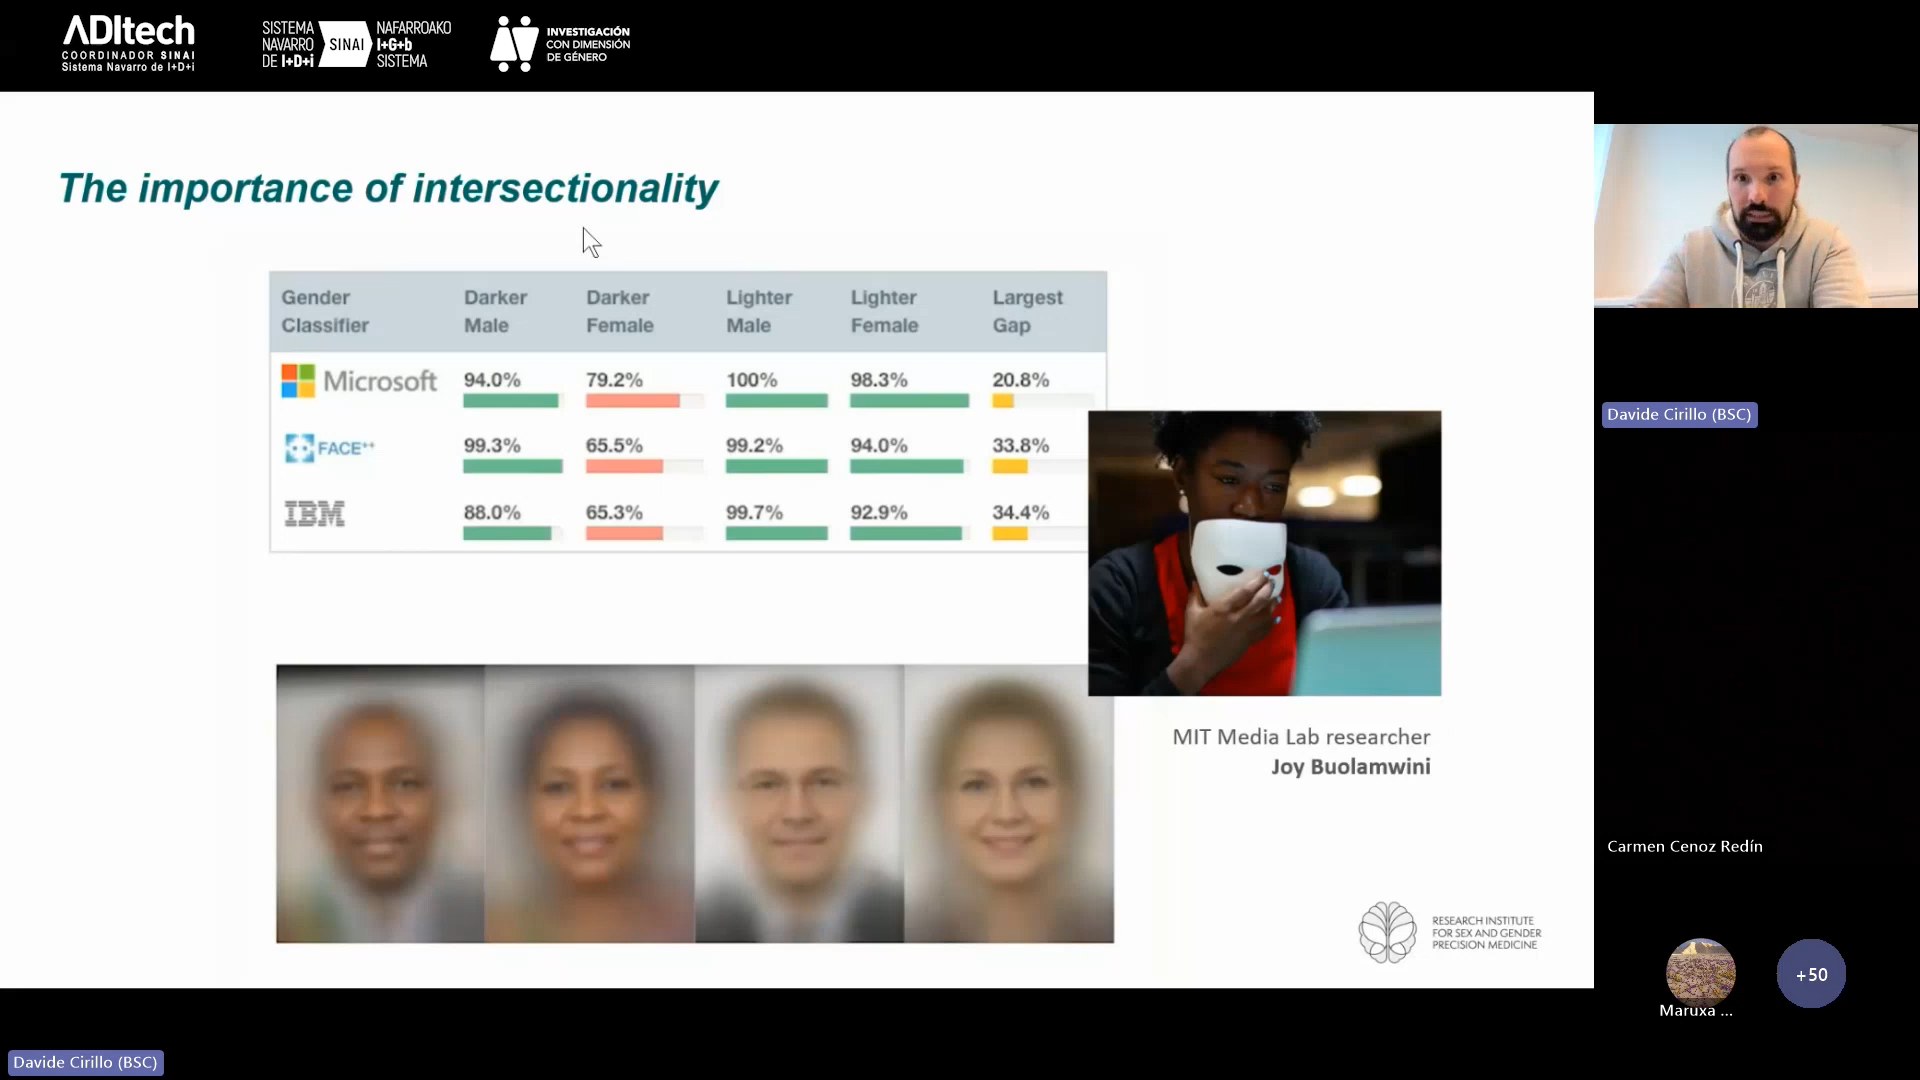 ADItech
COORDINADOR SINAI
Sistema Navarro de I+D+i
SISTEMA
NAVARRO
DE I+D+i
SINAI
NAFARROAKO
I+G+b
SISTEMA
INVESTIGACIÓN
CON DIMENSIÓN
DE GÉNERO
The importance of intersectionality
Gender Classifier Darker Male Darker Female Lighter Male Lighter Female Largest Gap
Microsoft 94.0% 79.2% 100% 98.3% 20.8%
FACE++ 99.3% 65.5% 99.2% 94.0% 33.8%
IBM 88.0% 65.3% 99.7% 92.9% 34.4%
MIT Media Lab researcher
Joy Buolamwini
RESEARCH INSTITUTE
FOR SEX AND GENDER
PRECISION MEDICINE
Davide Cirillo (BSC)
Carmen Cenoz Redín
Maruxa ...
+50
Davide Cirillo (BSC)